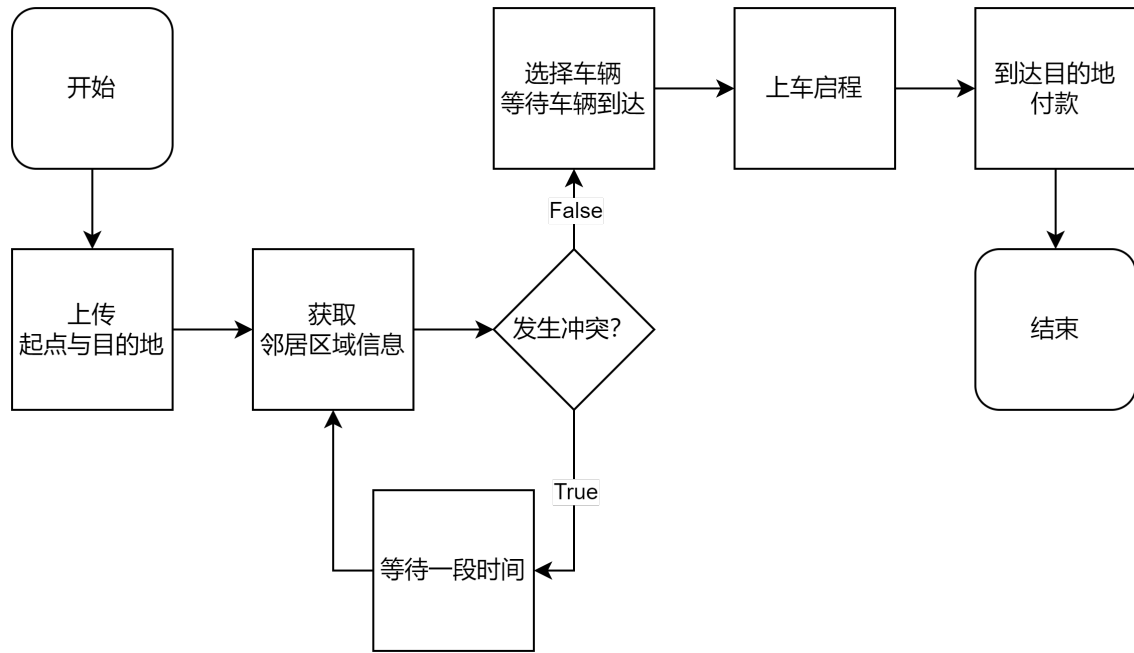 开始
上传
起点与目的地
获取
邻居区域信息
发生冲突?
False
选择车辆
等待车辆到达
上车启程
到达目的地
付款
结束
True
等待一段时间